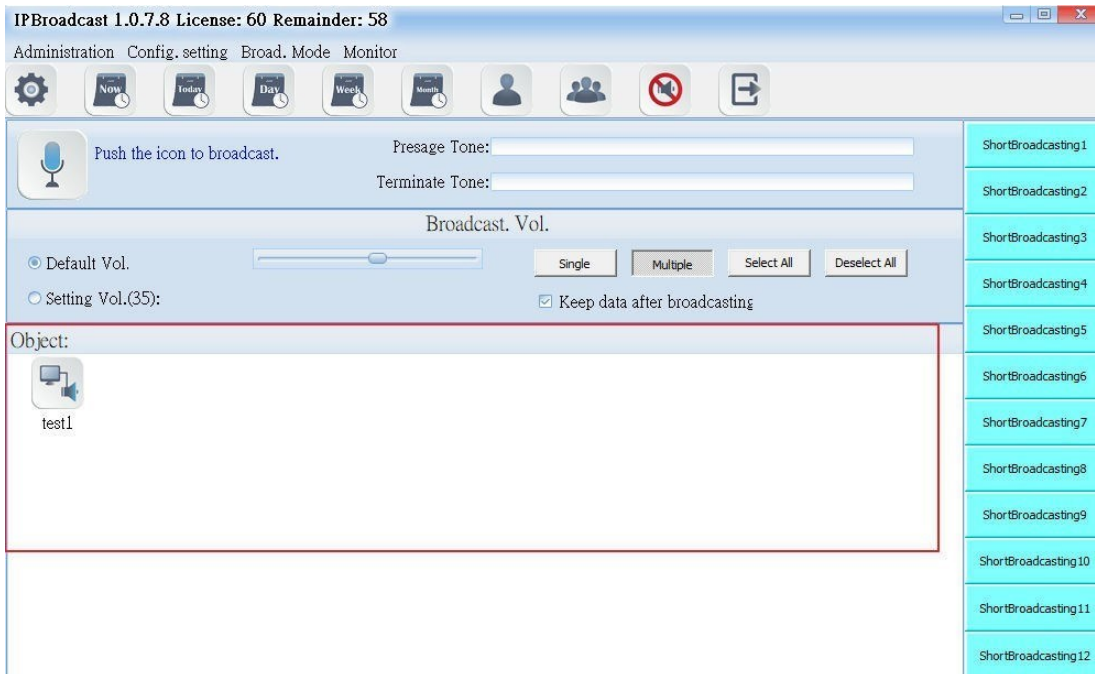 IPBroadcast 1.0.7.8 License: 60 Remainder: 58
Administration Config. setting Broad. Mode Monitor
Now Today Day Week Month
Push the icon to broadcast.
Presage Tone:
Terminate Tone:
Broadcast. Vol.
Default Vol.
Single Multiple Select All Deselect All
Setting Vol.(35):
Keep data after broadcasting
Object:
test1
ShortBroadcasting1
ShortBroadcasting2
ShortBroadcasting3
ShortBroadcasting4
ShortBroadcasting5
ShortBroadcasting6
ShortBroadcasting7
ShortBroadcasting8
ShortBroadcasting9
ShortBroadcasting10
ShortBroadcasting11
ShortBroadcasting12